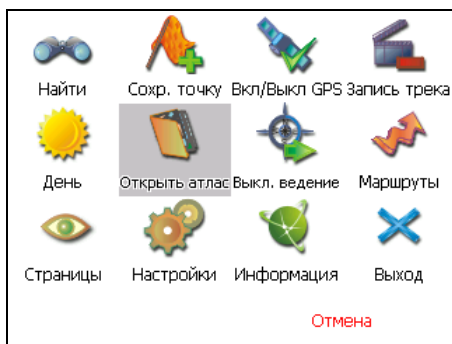 Найти Сохр. точку Вкл/Выкл GPS Запись трека
День Открыть атлас Выкл. ведение Маршруты
Страницы Настройки Информация Выход
Отмена